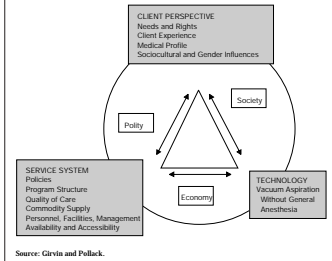 CLIENT PERSPECTIVE
Needs and Rights
Client Experience
Medical Profile
Sociocultural and Gender Influences
Society
Polity
SERVICE SYSTEM
Policies
Program Structure
Quality of Care
Commodity Supply
Personnel, Facilities, Management
Availability and Accessibility
Economy
TECHNOLOGY
Vacuum Aspiration
Without General
Anesthesia
Source: Girvin and Pollack.